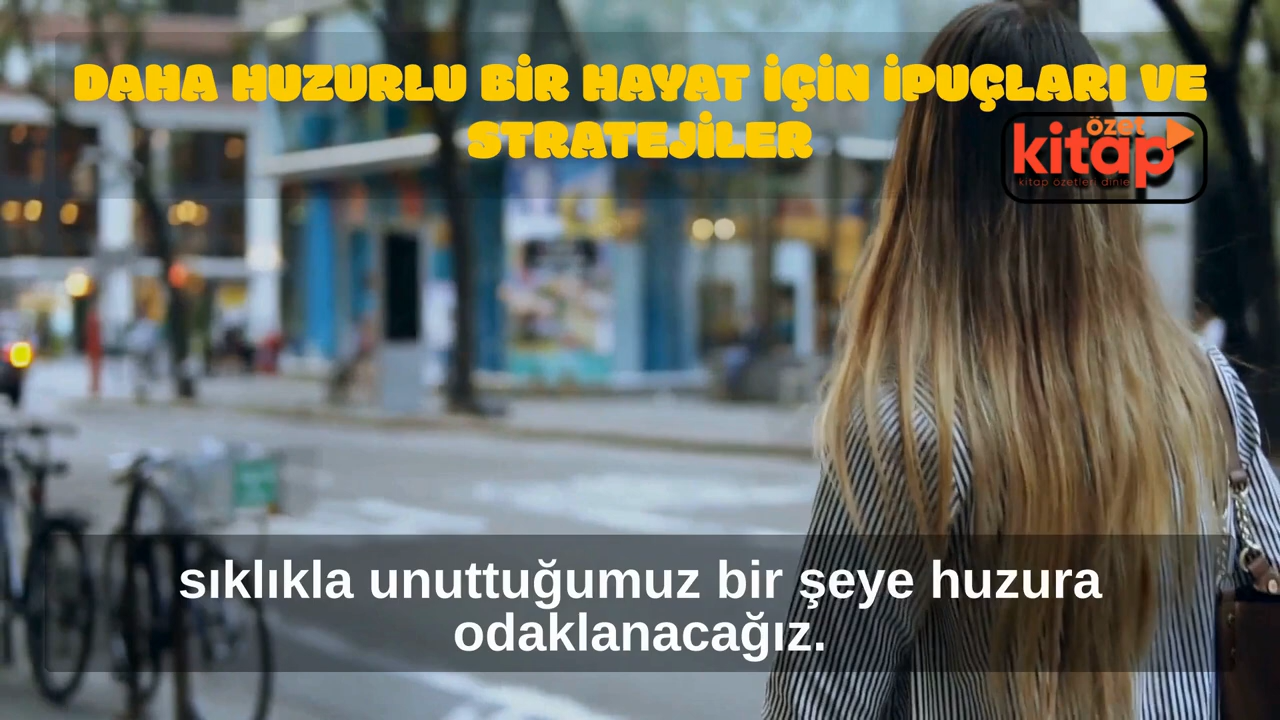 DAHA HUZURLU BİR HAYAT İÇİN İPUÇLARI VE
STRATEJİLER
özet
kitap
kitap özetleri dinle
sıklıkla unuttuğumuz bir şeye huzura
odaklanacağız.